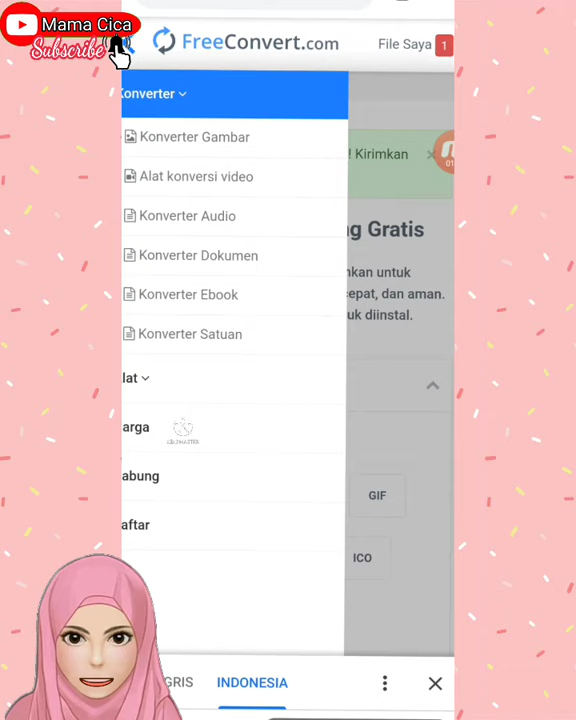 Mama Cica
Subscribe
FreeConvert.com
File Saya 1
Konverter
Konverter Gambar
Alat konversi video
Konverter Audio
Konverter Dokumen
Konverter Ebook
Konverter Satuan
lat
arga
abung
aftar
! Kirimkan
ng Gratis
nkan untuk
cepat, dan aman.
uk diinstal.
GIF
ICO
GRIS
INDONESIA